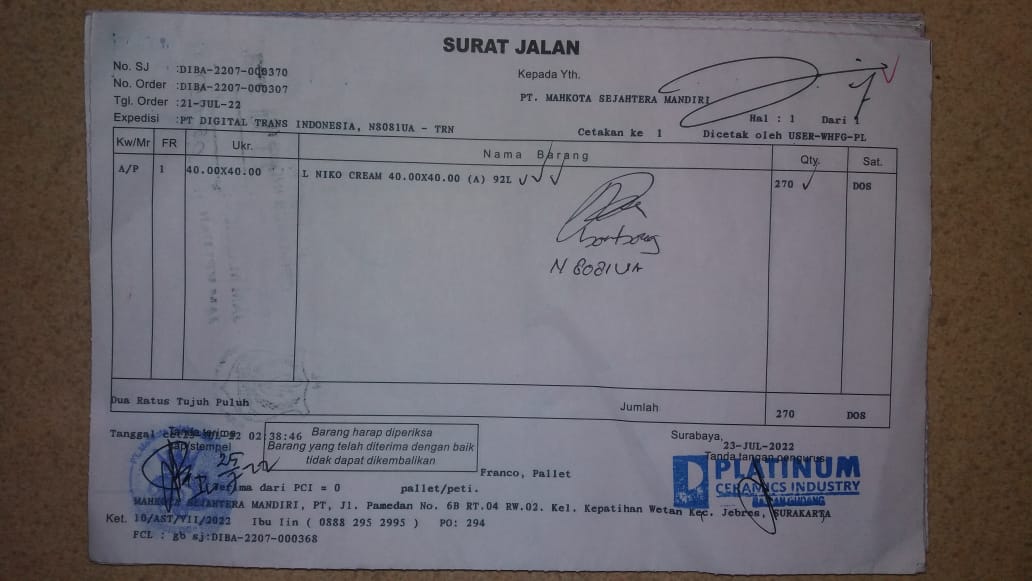 SURAT JALAN
No. SJ :DIBA-2207-000370
Kepada Yth.
No. Order :DIBA-2207-000307
PT. MAHKOTA SEJAHTERA MANDIRI
Tgl. Order :21-JUL-22
Hal : 1 Dari 1
Expedisi :PT DIGITAL TRANS INDONESIA, N8081UA - TRN
Cetakan ke 1 Dicetak oleh USER-WHFG-PL
Kw/Mr FR Ukr. Nama Barang Qty. Sat.
A/P 1 40.00X40.00 L NIKO CREAM 40.00X40.00 (A) 92L 270 DOS
N 8081UA
Dua Ratus Tujuh Puluh Jumlah 270 DOS
Tanggal 22 02:38:46
Tanda terima
Barang harap diperiksa
Barang yang telah diterima dengan baik
tidak dapat dikembalikan
Surabaya,
23-JUL-2022
Tanda tangan pengurus
PLATINUM
CERAMICS INDUSTRY
25
Franco, Pallet
terima dari PCI = 0 pallet/peti.
MAHKOTA SEJAHTERA MANDIRI, PT, Jl. Pamedan No. 6B RT.04 RW.02. Kel. Kepatihan Wetan Kec. Jebres, SURAKARTA
Ket. 10/AST/VII/2022 Ibu Iin ( 0888 295 2995 ) PO: 294
FCL : gb sj:DIBA-2207-000368